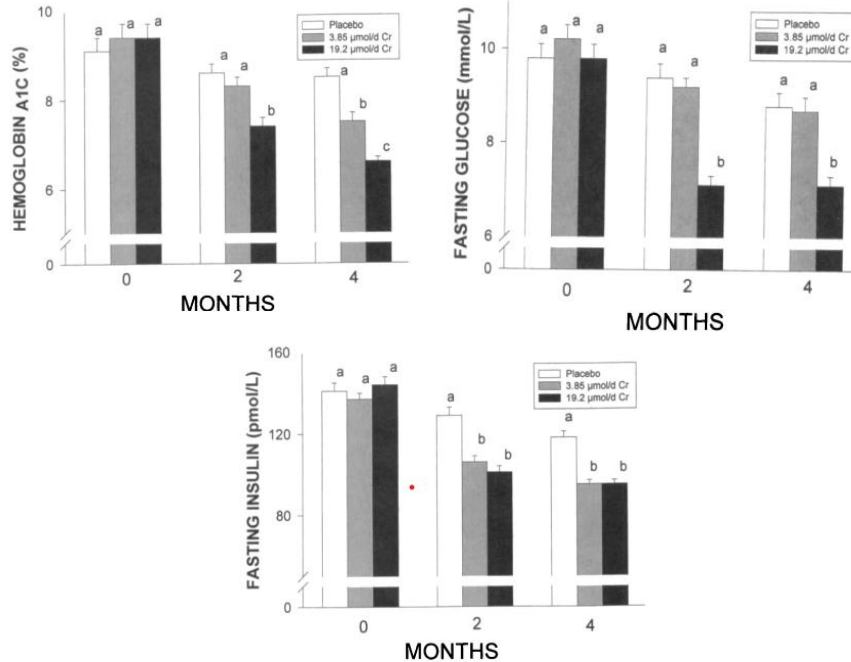 HEMOGLOBIN A1C (%)
10
8
6
0
a a a
a a
b
a
b
c
Placebo
3.85 µmol/d Cr
19.2 µmol/d Cr
0 2 4
MONTHS
FASTING GLUCOSE (mmol/L)
10
8
6
0
a a a
a a
b
a a
b
Placebo
3.85 µmol/d Cr
19.2 µmol/d Cr
0 2 4
MONTHS
FASTING INSULIN (pmol/L)
160
120
80
0
a a a
a
b b
a
b b
Placebo
3.85 µmol/d Cr
19.2 µmol/d Cr
0 2 4
MONTHS